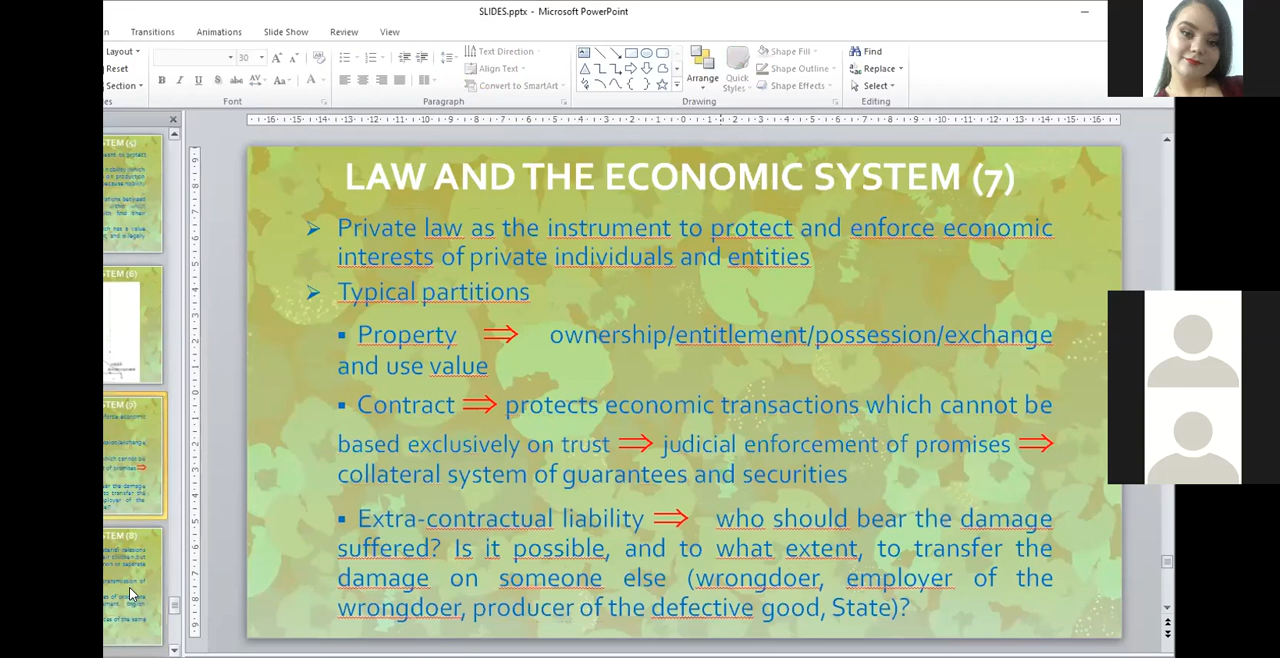 SLIDES.pptx - Microsoft PowerPoint
Transitions Animations Slide Show Review View
Layout
Reset
Section
30
Text Direction
Align Text
Convert to SmartArt
Arrange
Quick Styles
Shape Fill
Shape Outline
Shape Effects
Find
Replace
Select
Font Paragraph Drawing Editing
LAW AND THE ECONOMIC SYSTEM (7)
Private law as the instrument to protect and enforce economic
interests of private individuals and entities
Typical partitions
Property ⇒ ownership/entitlement/possession/exchange
and use value
Contract ⇒ protects economic transactions which cannot be
based exclusively on trust ⇒ judicial enforcement of promises ⇒
collateral system of guarantees and securities
Extra-contractual liability ⇒ who should bear the damage
suffered? Is it possible, and to what extent, to transfer the
damage on someone else (wrongdoer, employer of the
wrongdoer, producer of the defective good, State)?